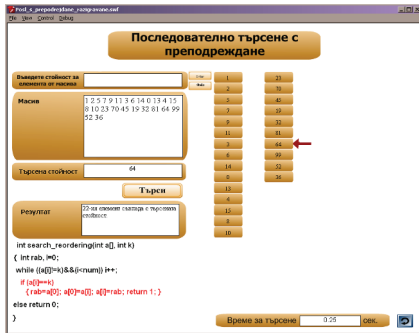 Posl_s_prepodrejdane_razgravane.swf
File View Control Debug
Последователно търсене с
преподреждане
Въведете стойност за
елемента от масива
Масив
1 2 5 7 9 11 3 6 14 0 13 4 15
8 10 23 70 45 19 32 81 64 99
52 36
Търсена стойност
64
Търси
Резултат
22-ия елемент съвпада с търсената
стойност
int search_reordering(int a[], int k)
{ int rab, i=0;
while ((a[i]!=k)&&(i<num)) i++;
if (a[i]==k)
{ rab=a[0]; a[0]=a[i]; a[i]=rab; return 1; }
else return 0;
}
1
2
5
7
9
11
3
6
14
0
13
4
15
8
10
23
70
45
19
32
81
64
99
52
36
Време за търсене
0.25
сек.